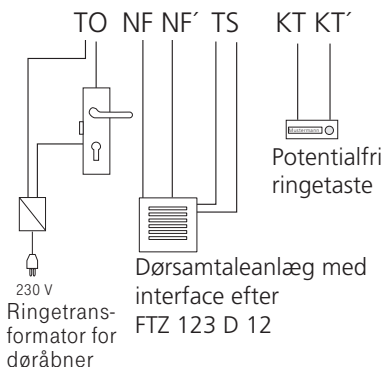 TO NF NF´ TS KT KT´
Mustermann
Potentialfri
ringetaste
Dørsamtaleanlæg med
interface efter
FTZ 123 D 12
230 V
Ringetrans-
formator for
døråbner